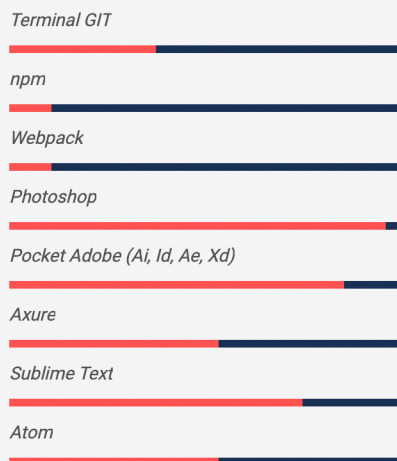 Terminal GIT
npm
Webpack
Photoshop
Pocket Adobe (Ai, Id, Ae, Xd)
Axure
Sublime Text
Atom